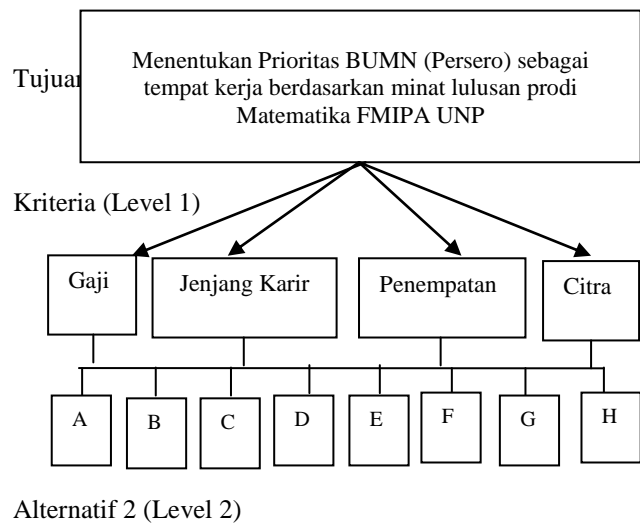 Menentukan Prioritas BUMN (Persero) sebagai
Tujuan tempat kerja berdasarkan minat lulusan prodi
Matematika FMIPA UNP
Kriteria (Level 1)
Gaji Jenjang Karir Penempatan Citra
A B C D E F G H
Alternatif 2 (Level 2)